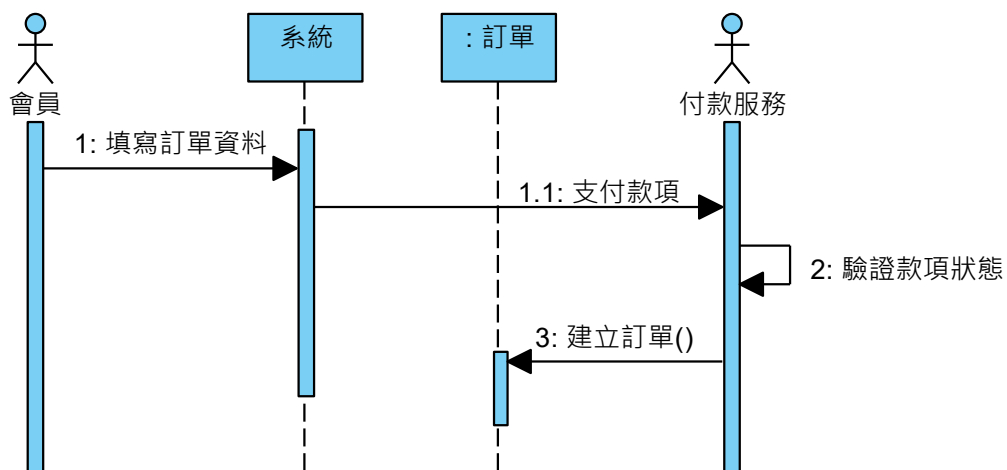 系統
: 訂單
會員
付款服務
1: 填寫訂單資料
1.1: 支付款項
2: 驗證款項狀態
3: 建立訂單()